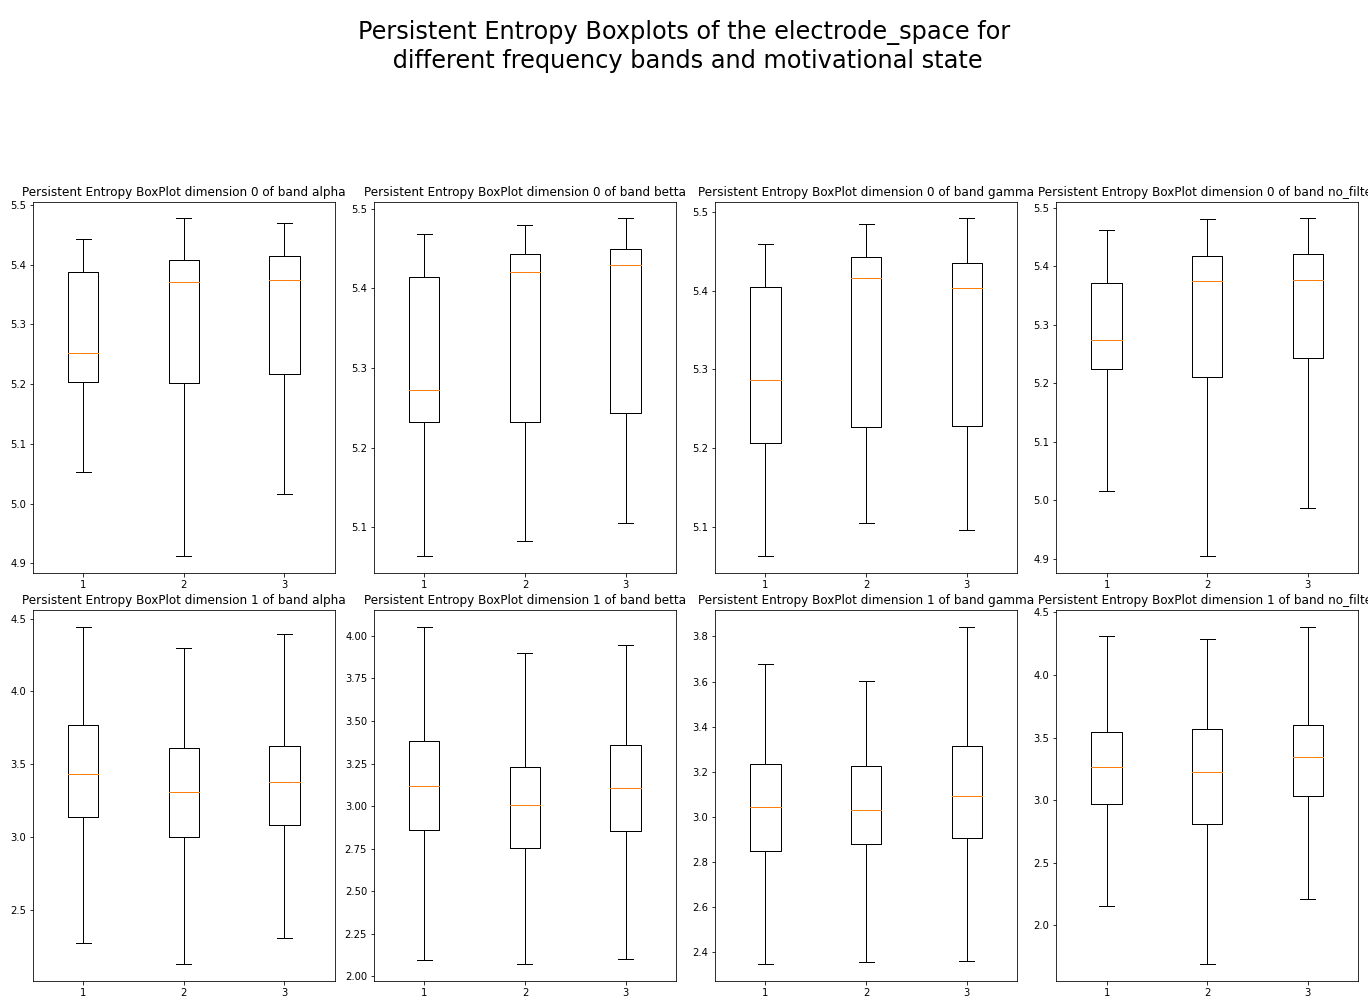 Persistent Entropy Boxplots of the electrode_space for
different frequency bands and motivational state
Persistent Entropy BoxPlot dimension 0 of band alpha
5.5
5.4
5.3
5.2
5.1
5.0
4.9
1 2 3
Persistent Entropy BoxPlot dimension 0 of band betta
5.5
5.4
5.3
5.2
5.1
1 2 3
Persistent Entropy BoxPlot dimension 0 of band gamma
5.5
5.4
5.3
5.2
5.1
1 2 3
Persistent Entropy BoxPlot dimension 0 of band no_filte
5.5
5.4
5.3
5.2
5.1
5.0
4.9
1 2 3
Persistent Entropy BoxPlot dimension 1 of band alpha
4.5
4.0
3.5
3.0
2.5
1 2 3
Persistent Entropy BoxPlot dimension 1 of band betta
4.00
3.75
3.50
3.25
3.00
2.75
2.50
2.25
2.00
1 2 3
Persistent Entropy BoxPlot dimension 1 of band gamma
3.8
3.6
3.4
3.2
3.0
2.8
2.6
2.4
1 2 3
Persistent Entropy BoxPlot dimension 1 of band no_filte
4.5
4.0
3.5
3.0
2.5
2.0
1 2 3